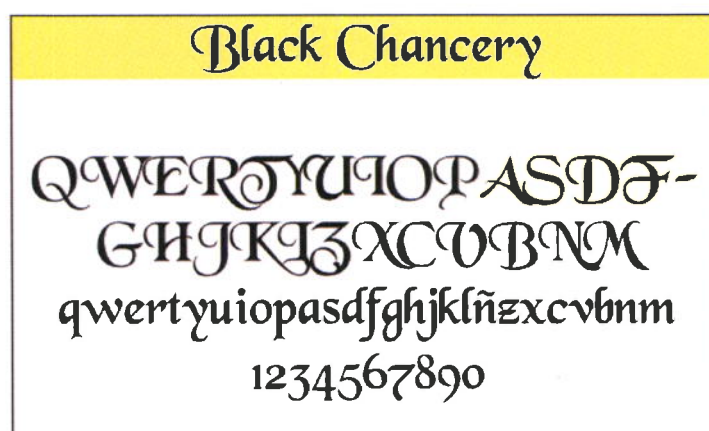 Black Chancery
QWERTYUIOPASDF-
GHJKLZXCVBNM
qwertyuiopasdfghjklñzxcvbnm
1234567890